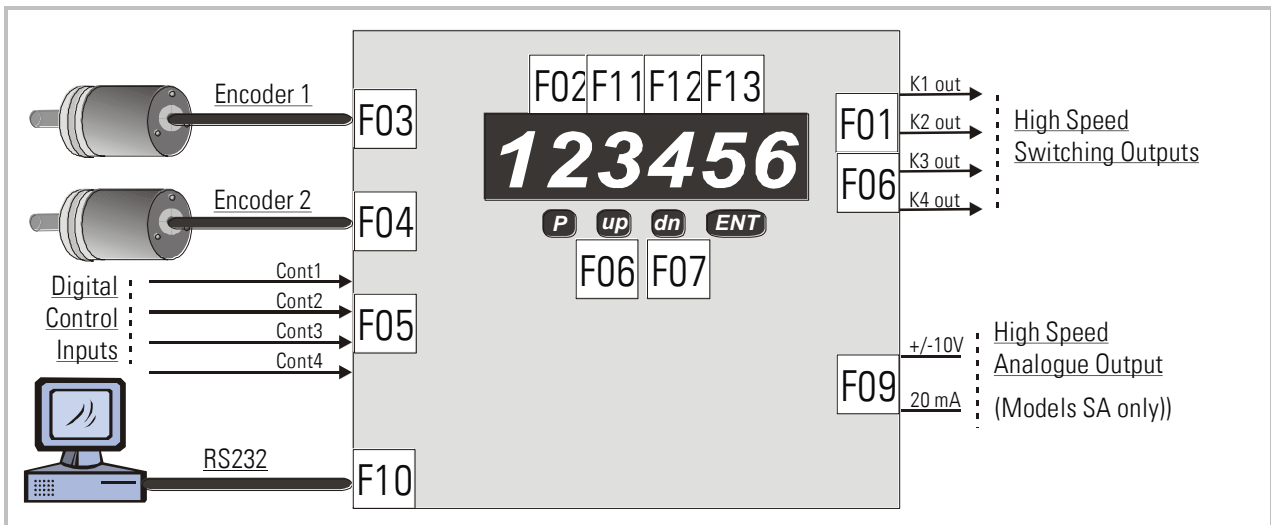 Encoder 1
F03
Encoder 2
F04
Digital
Control
Inputs
Cont1
Cont2
Cont3
Cont4
F05
RS232
F10
F02 F11 F12 F13
123456
P up dn ENT
F06 F07
F01
F06
K1 out
K2 out
K3 out
K4 out
High Speed
Switching Outputs
F09
+/-10V
20 mA
High Speed
Analogue Output
(Models SA only))